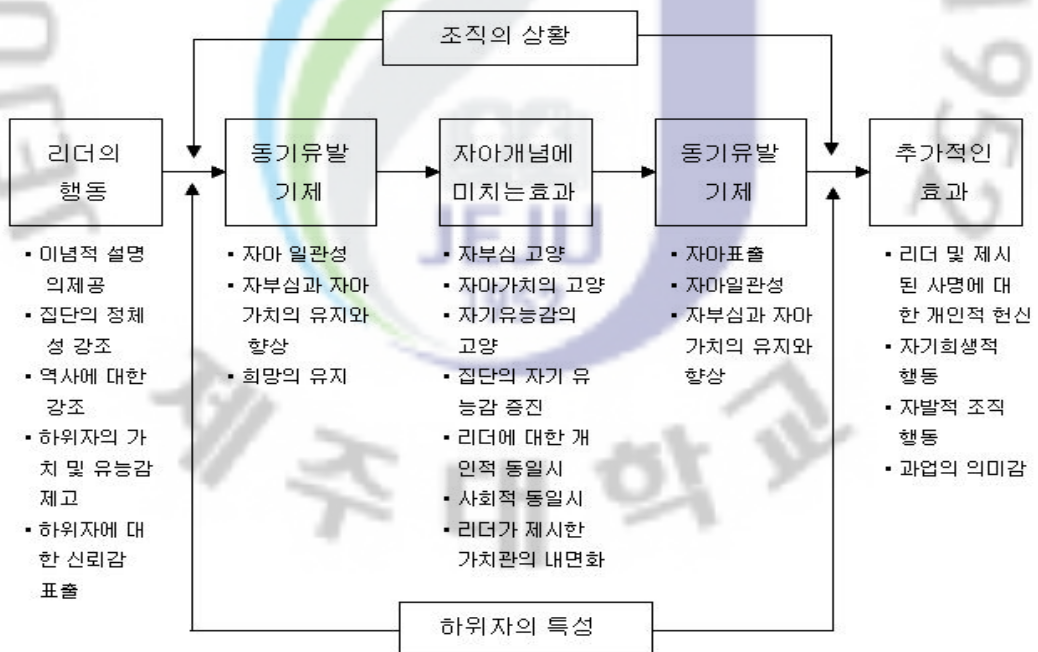 조직의 상황
리더의
행동
동기유발
기제
자아개념에
미치는효과
동기유발
기제
추가적인
효과
▪ 이념적 설명
의제공
▪ 집단의 정체
성 강조
▪ 역사에 대한
강조
▪ 하위자의 가
치 및 유능감
제고
▪ 하위자에 대
한 신뢰감
표출
▪ 자아 일관성
▪ 자부심과 자아
가치의 유지와
향상
▪ 희망의 유지
▪ 자부심 고양
▪ 자아가치의 고양
▪ 자기유능감의
고양
▪ 집단의 자기 유
능감 증진
▪ 리더에 대한 개
인적 동일시
▪ 사회적 동일시
▪ 리더가 제시한
가치관의 내면화
▪ 자아표출
▪ 자아일관성
▪ 자부심과 자아
가치의 유지와
향상
▪ 리더 및 제시
된 사명에 대
한 개인적 헌신
▪ 자기희생적
행동
▪ 자발적 조직
행동
▪ 과업의 의미감
하위자의 특성
JEJU
1952
제주대학교
1952